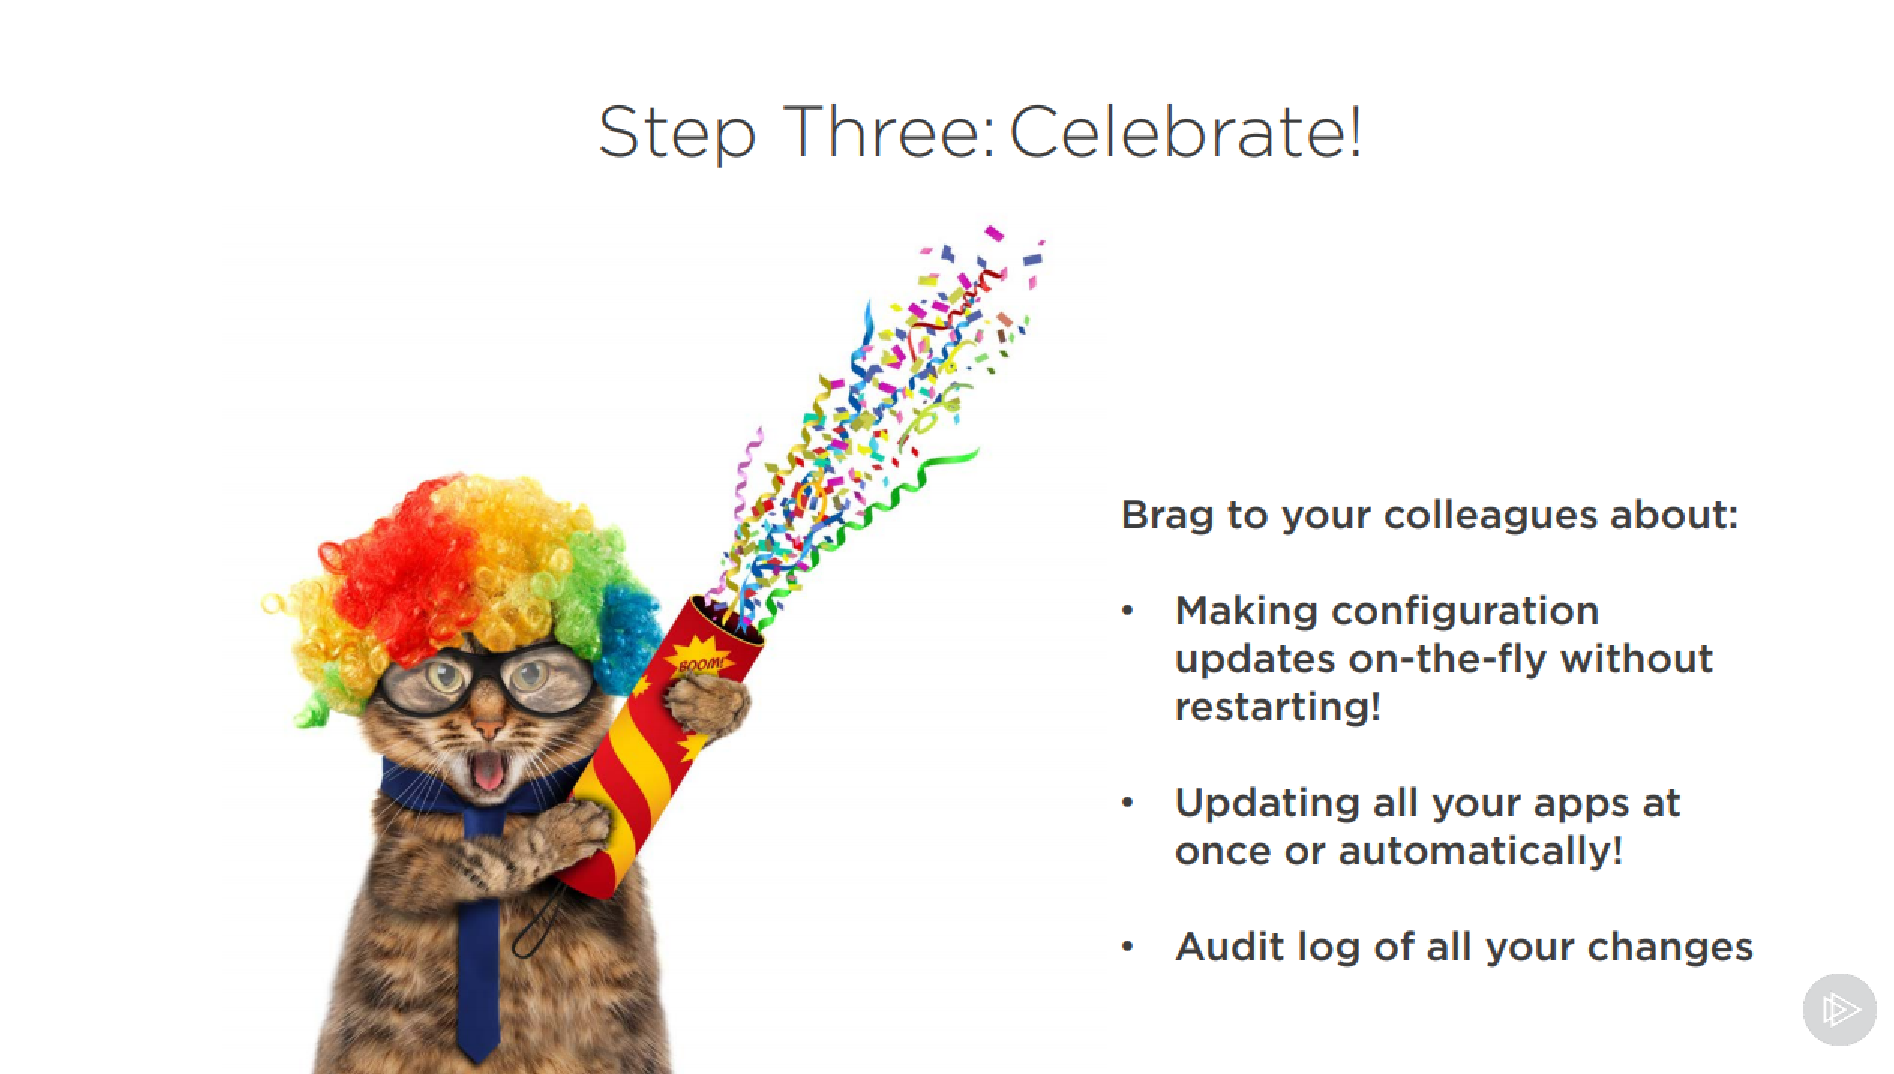 Step Three: Celebrate!
BOOM!
Brag to your colleagues about:
• Making configuration
updates on-the-fly without
restarting!
• Updating all your apps at
once or automatically!
• Audit log of all your changes